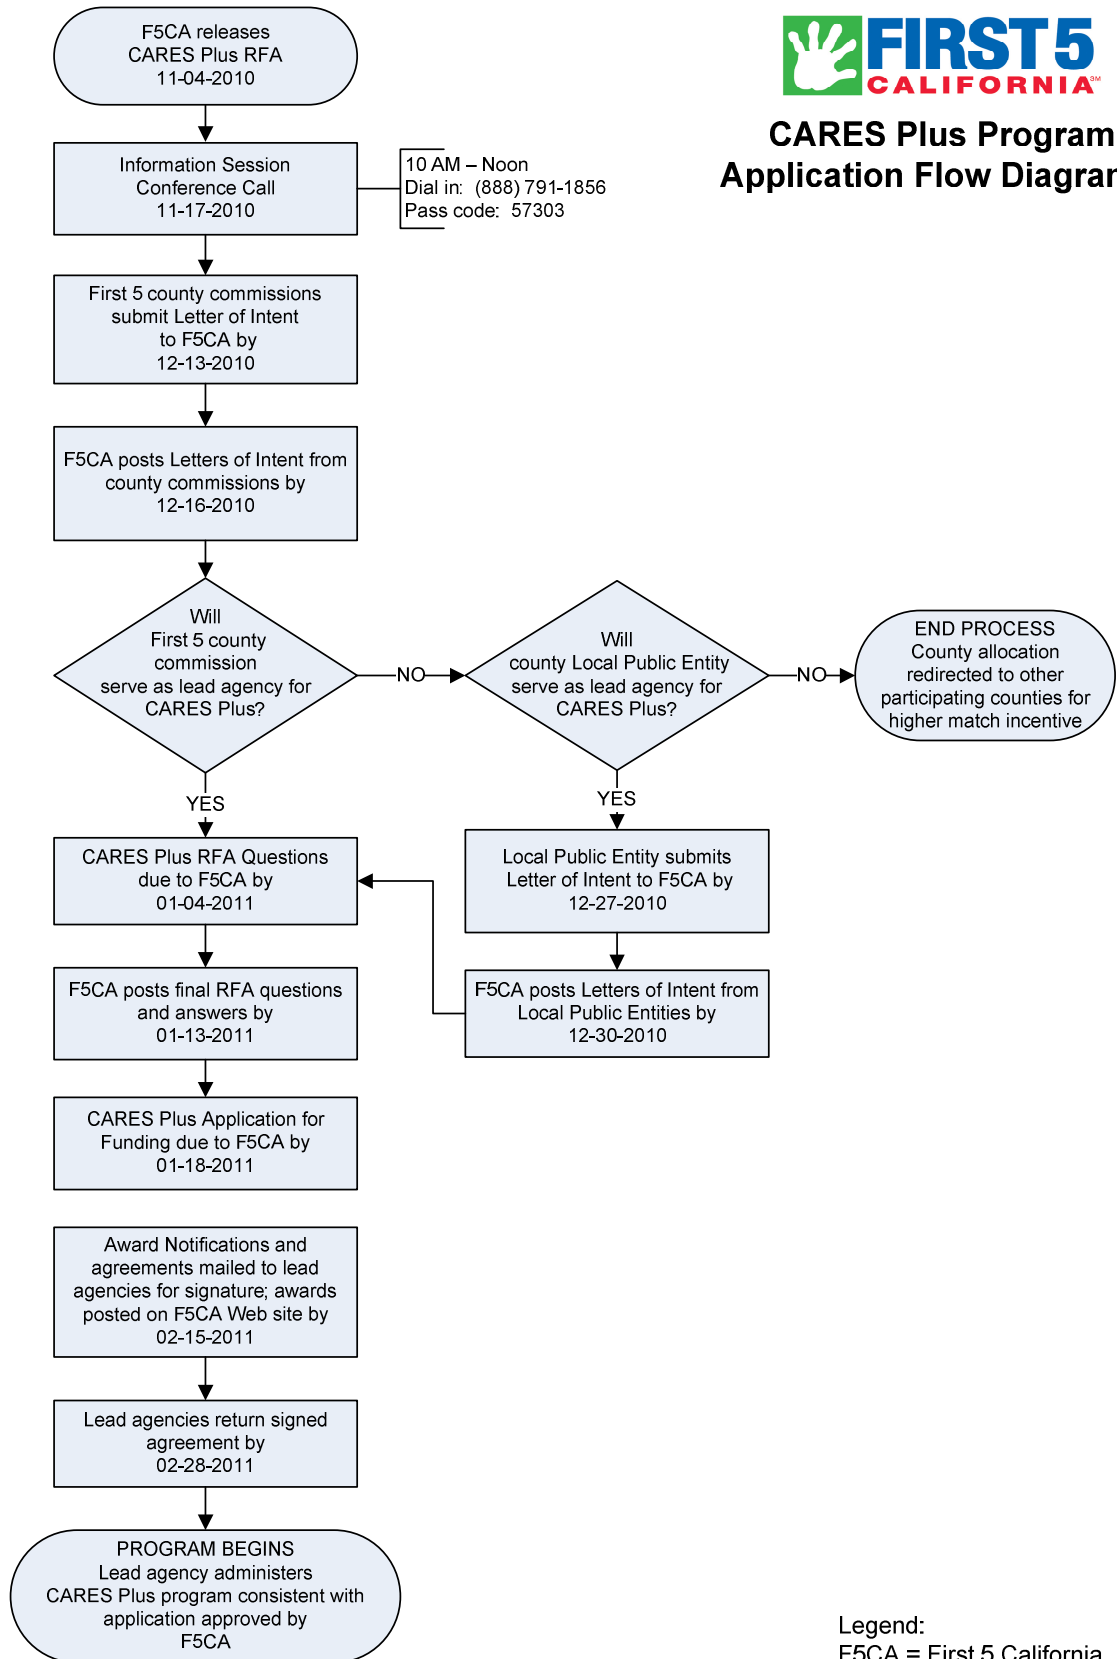 F5CA releases
CARES Plus RFA
11-04-2010
FIRST 5
CALIFORNIA
SM
CARES Plus Program
Application Flow Diagram
Information Session
Conference Call
11-17-2010
10 AM – Noon
Dial in: (888) 791-1856
Pass code: 57303
First 5 county commissions
submit Letter of Intent
to F5CA by
12-13-2010
F5CA posts Letters of Intent from
county commissions by
12-16-2010
Will
First 5 county
commission
serve as lead agency for
CARES Plus?
NO
Will
county Local Public Entity
serve as lead agency for
CARES Plus?
NO
END PROCESS
County allocation
redirected to other
participating counties for
higher match incentive
YES
YES
CARES Plus RFA Questions
due to F5CA by
01-04-2011
Local Public Entity submits
Letter of Intent to F5CA by
12-27-2010
F5CA posts final RFA questions
and answers by
01-13-2011
F5CA posts Letters of Intent from
Local Public Entities by
12-30-2010
CARES Plus Application for
Funding due to F5CA by
01-18-2011
Award Notifications and
agreements mailed to lead
agencies for signature; awards
posted on F5CA Web site by
02-15-2011
Lead agencies return signed
agreement by
02-28-2011
PROGRAM BEGINS
Lead agency administers
CARES Plus program consistent with
application approved by
F5CA
Legend:
F5CA = First 5 California